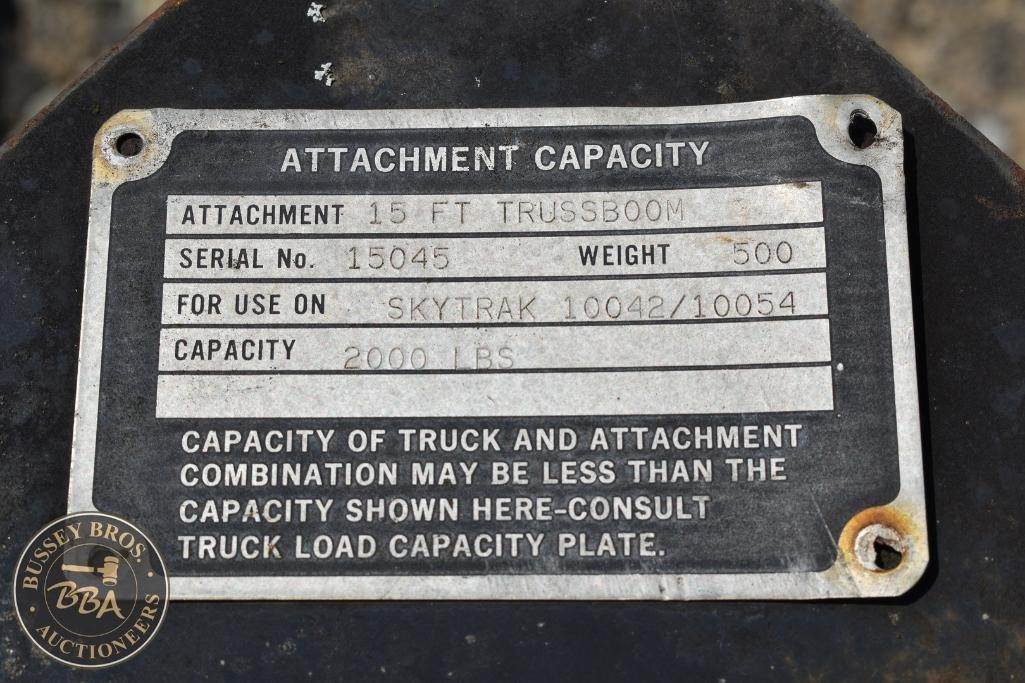 ATTACHMENT CAPACITY
ATTACHMENT 15 FT TRUSSBOOM
SERIAL No. 15045 WEIGHT 500
FOR USE ON SKYTRAK 10042/10054
CAPACITY 2000 LBS
CAPACITY OF TRUCK AND ATTACHMENT
COMBINATION MAY BE LESS THAN THE
CAPACITY SHOWN HERE-CONSULT
TRUCK LOAD CAPACITY PLATE.
BUSSEY BROS.
BBA
AUCTIONEERS